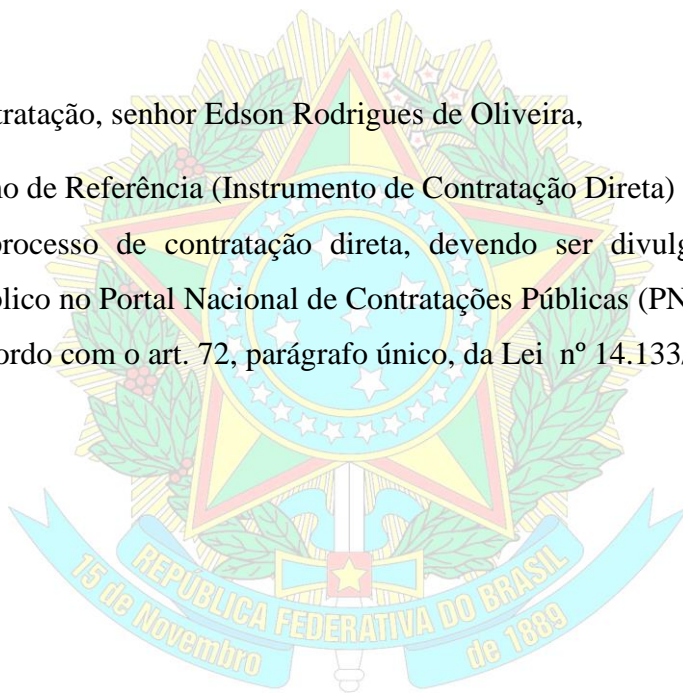 tratação, senhor Edson Rodrigues de Oliveira,
no de Referência (Instrumento de Contratação Direta)
processo de contratação direta, devendo ser divulg
blico no Portal Nacional de Contratações Públicas (PN
ordo com o art. 72, parágrafo único, da Lei nº 14.133
REPÚBLICA FEDERATIVA DO BRASIL
15 de Novembro
de 1889